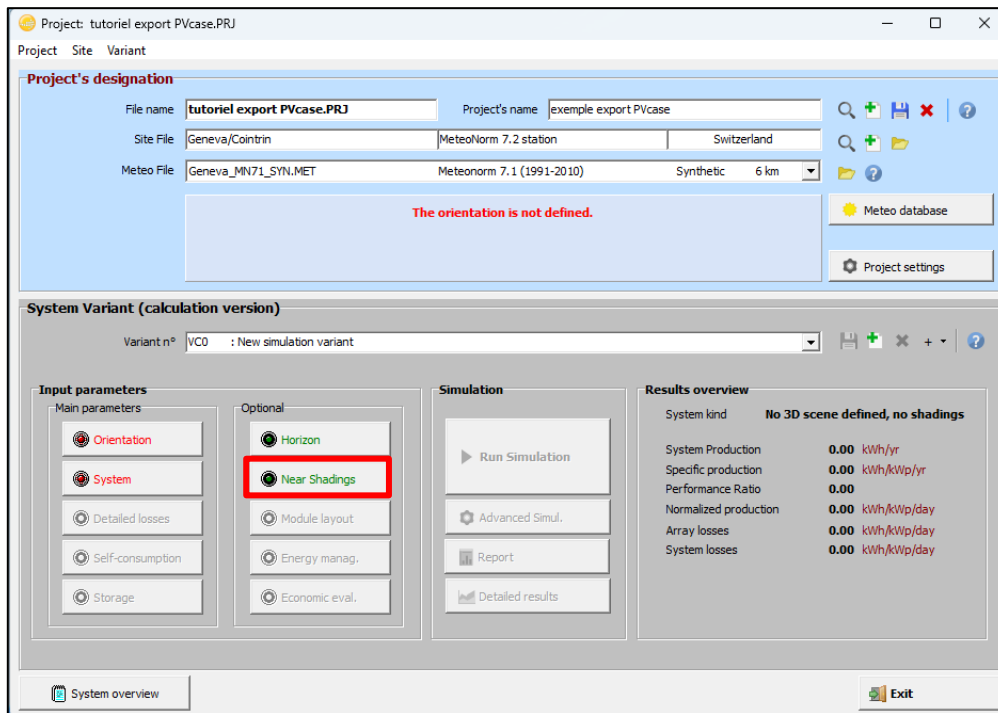 Project: tutoriel export PVcase.PRJ
Project Site Variant
Project's designation
File name tutoriel export PVcase.PRJ Project's name exemple export PVcase
Site File Geneva/Cointrin MeteoNorm 7.2 station Switzerland
Meteo File Geneva_MN71_SYN.MET Meteonorm 7.1 (1991-2010) Synthetic 6 km
The orientation is not defined.
Meteo database
Project settings
System Variant (calculation version)
Variant n° VC0 : New simulation variant
Input parameters
Main parameters
Orientation
System
Detailed losses
Self-consumption
Storage
Optional
Horizon
Near Shadings
Module layout
Energy manag.
Economic eval.
Simulation
Run Simulation
Advanced Simul.
Report
Detailed results
Results overview
System kind No 3D scene defined, no shadings
System Production 0.00 kWh/yr
Specific production 0.00 kWh/kWp/yr
Performance Ratio 0.00
Normalized production 0.00 kWh/kWp/day
Array losses 0.00 kWh/kWp/day
System losses 0.00 kWh/kWp/day
System overview
Exit